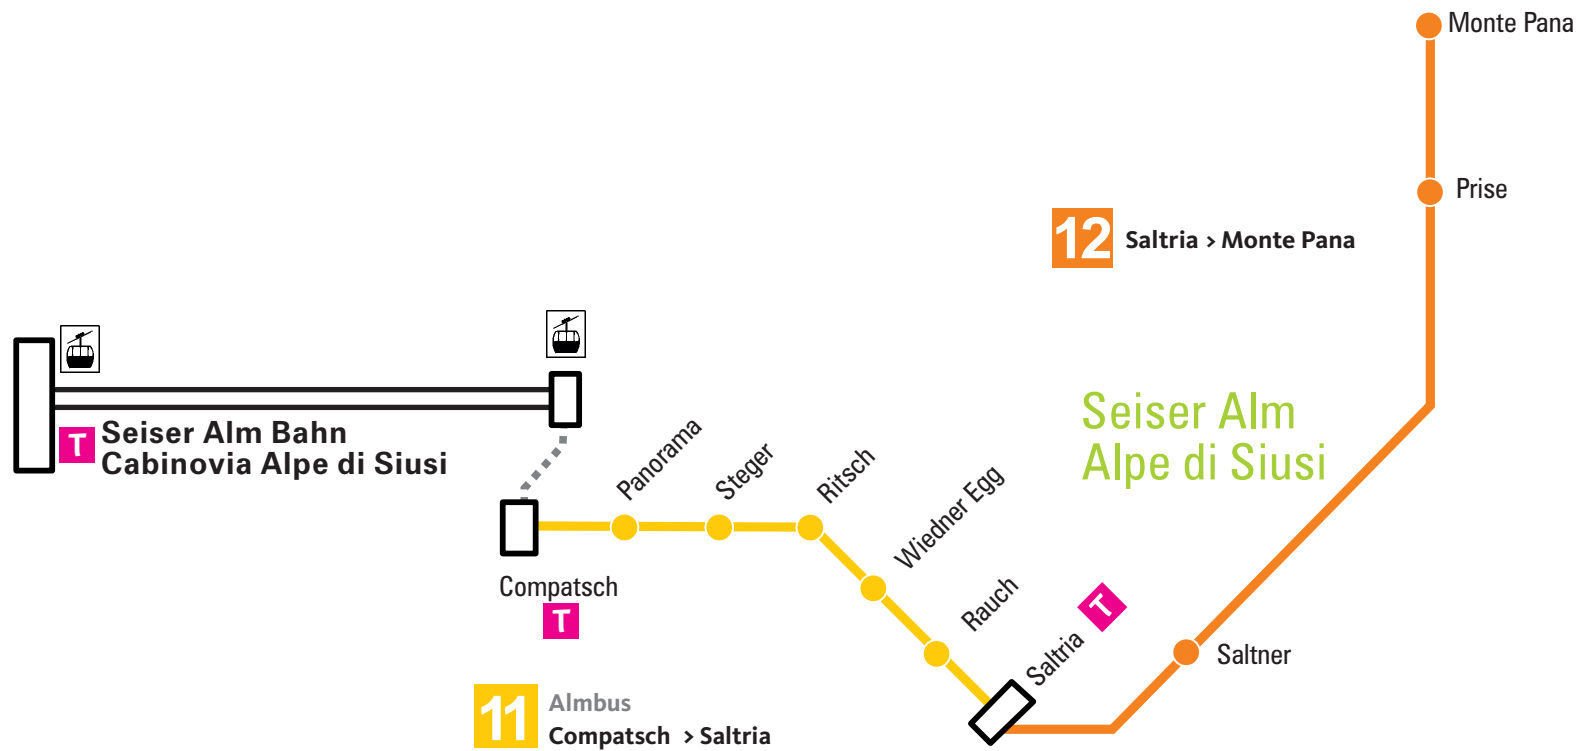 Monte Pana
Prise
12 Saltria > Monte Pana
T Seiser Alm Bahn
Cabinovia Alpe di Siusi
Seiser Alm
Alpe di Siusi
Panorama
Steger
Ritsch
Wiedner Egg
Rauch
Saltria T
Compatsch
T
Saltner
11 Almbus
Compatsch > Saltria